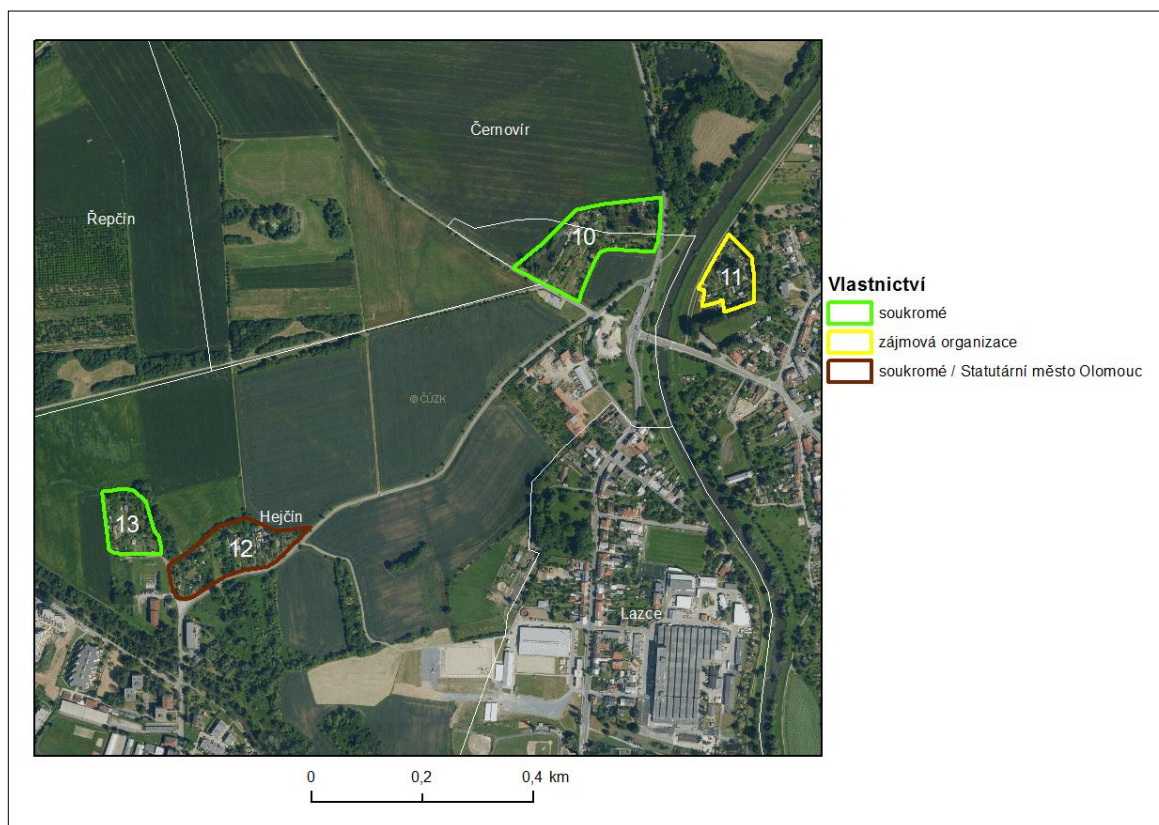 Černovír
Řepčín
10
11
Vlastnictví
soukromé
zájmová organizace
soukromé / Statutární město Olomouc
© ČÚZK
13
Hejčín
12
Lazce
0 0,2 0,4 km